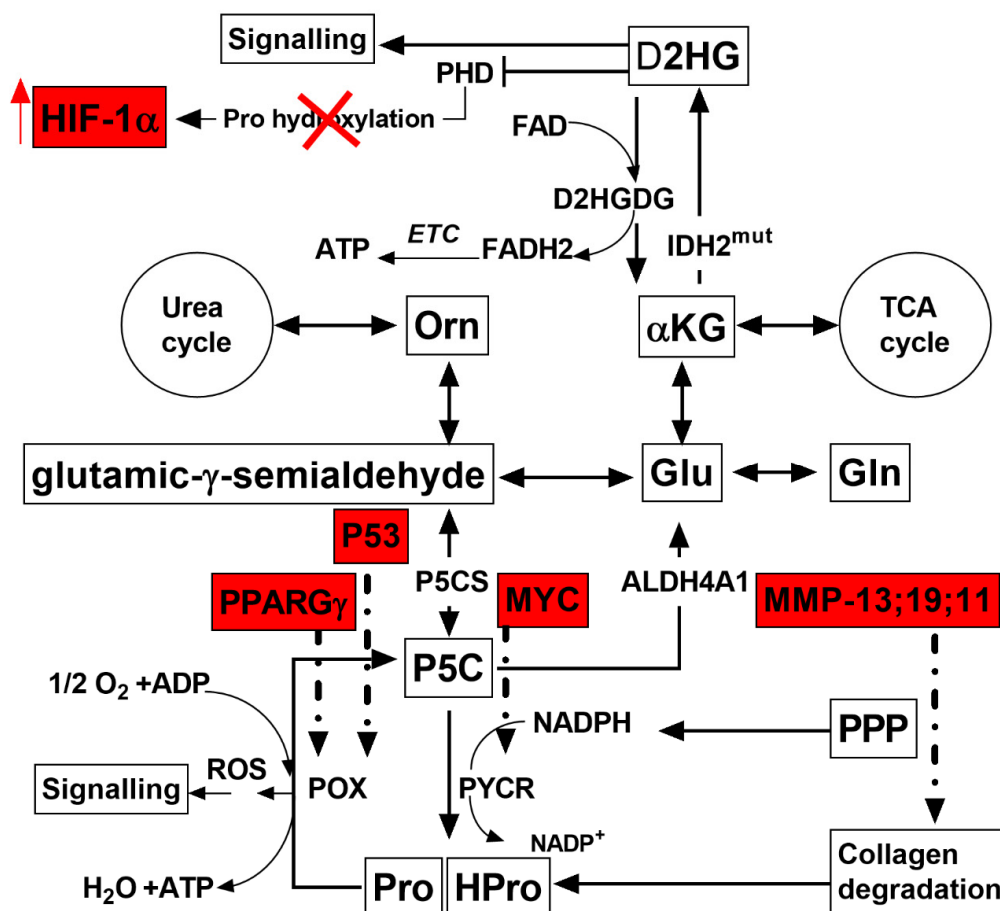 Signalling
D2HG
PHD
HIF-1α
Pro hydroxylation
FAD
D2HGDG
ETC
ATP
FADH2
IDH2mut
Urea
cycle
Orn
αKG
TCA
cycle
glutamic-γ-semialdehyde
Glu
Gln
P53
P5CS
ALDH4A1
PPARGγ
MYC
MMP-13;19;11
P5C
1/2 O2 +ADP
NADPH
PPP
ROS
Signalling
POX
PYCR
NADP+
H2O +ATP
Pro
HPro
Collagen
degradation